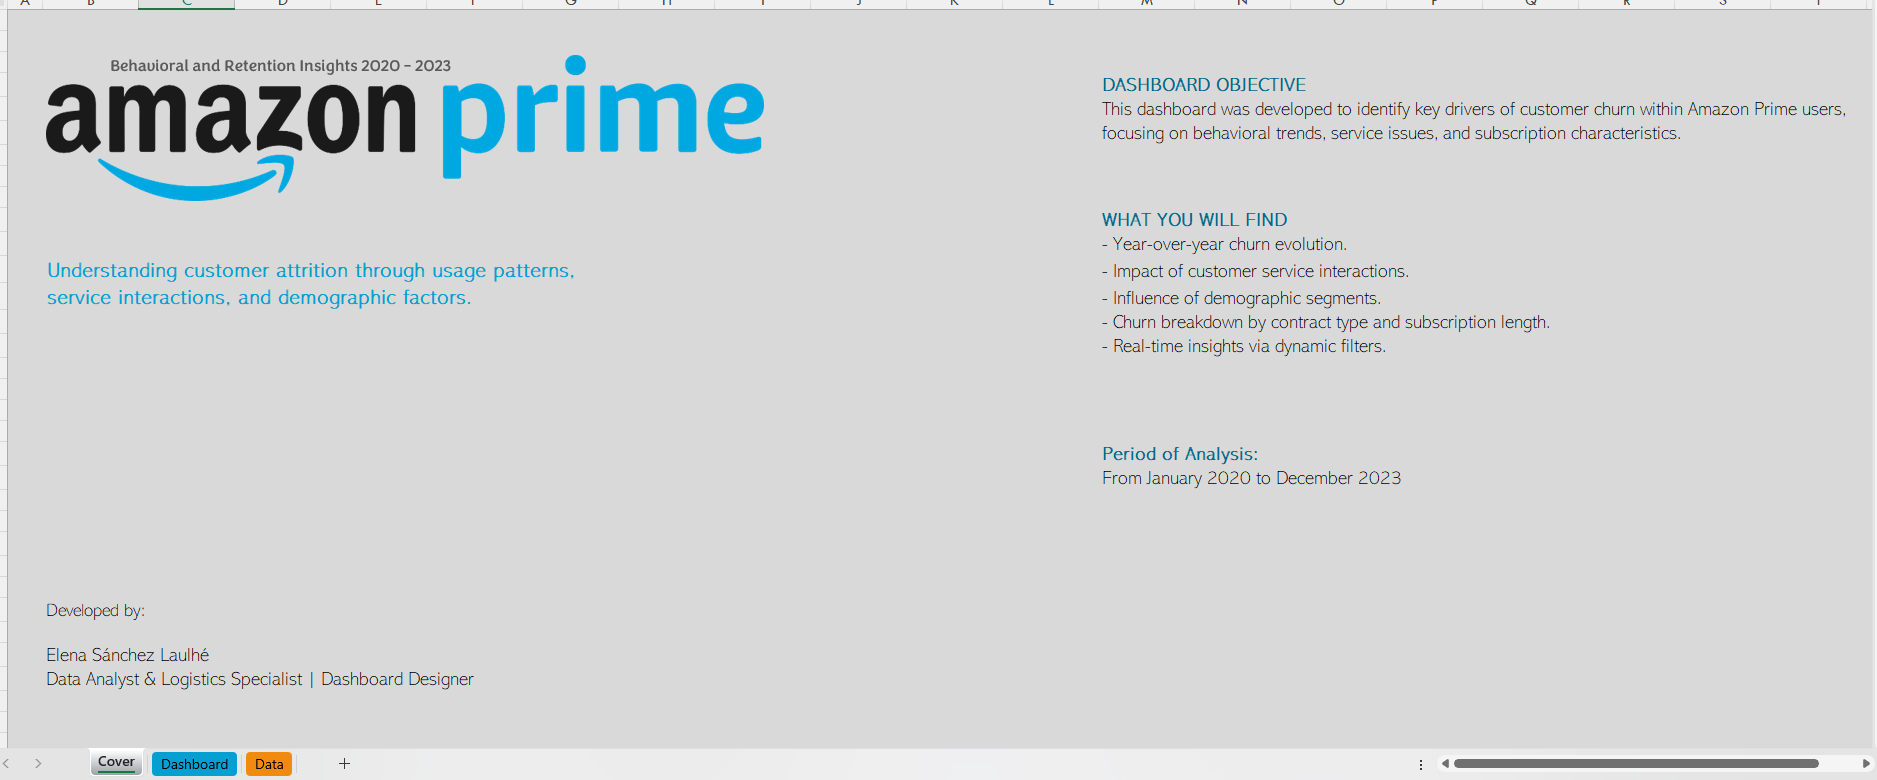 A B C D E F G H I J K L M N O P Q R S T
Behavioral and Retention Insights 2020 – 2023
amazon prime
Understanding customer attrition through usage patterns,
service interactions, and demographic factors.
Developed by:
Elena Sánchez Laulhé
Data Analyst & Logistics Specialist | Dashboard Designer
DASHBOARD OBJECTIVE
This dashboard was developed to identify key drivers of customer churn within Amazon Prime users,
focusing on behavioral trends, service issues, and subscription characteristics.
WHAT YOU WILL FIND
- Year-over-year churn evolution.
- Impact of customer service interactions.
- Influence of demographic segments.
- Churn breakdown by contract type and subscription length.
- Real-time insights via dynamic filters.
Period of Analysis:
From January 2020 to December 2023
Cover Dashboard Data